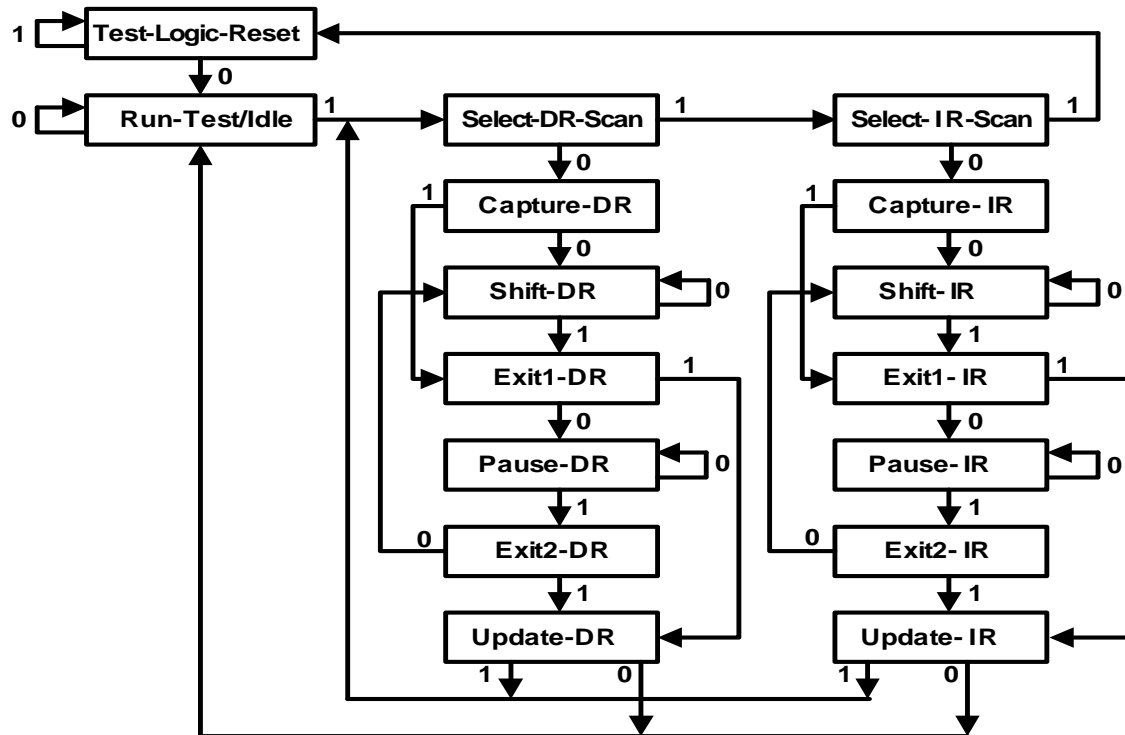 1 Test-Logic-Reset
0
0 Run-Test/Idle 1 Select-DR-Scan 1 Select-IR-Scan 1
0 0
1 Capture-DR 1 Capture-IR
0 0
Shift-DR 0 Shift-IR 0
1 1
Exit1-DR 1 Exit1-IR 1
0 0
Pause-DR 0 Pause-IR 0
1 1
0 Exit2-DR 0 Exit2-IR
1 1
Update-DR Update-IR
1 0 1 0